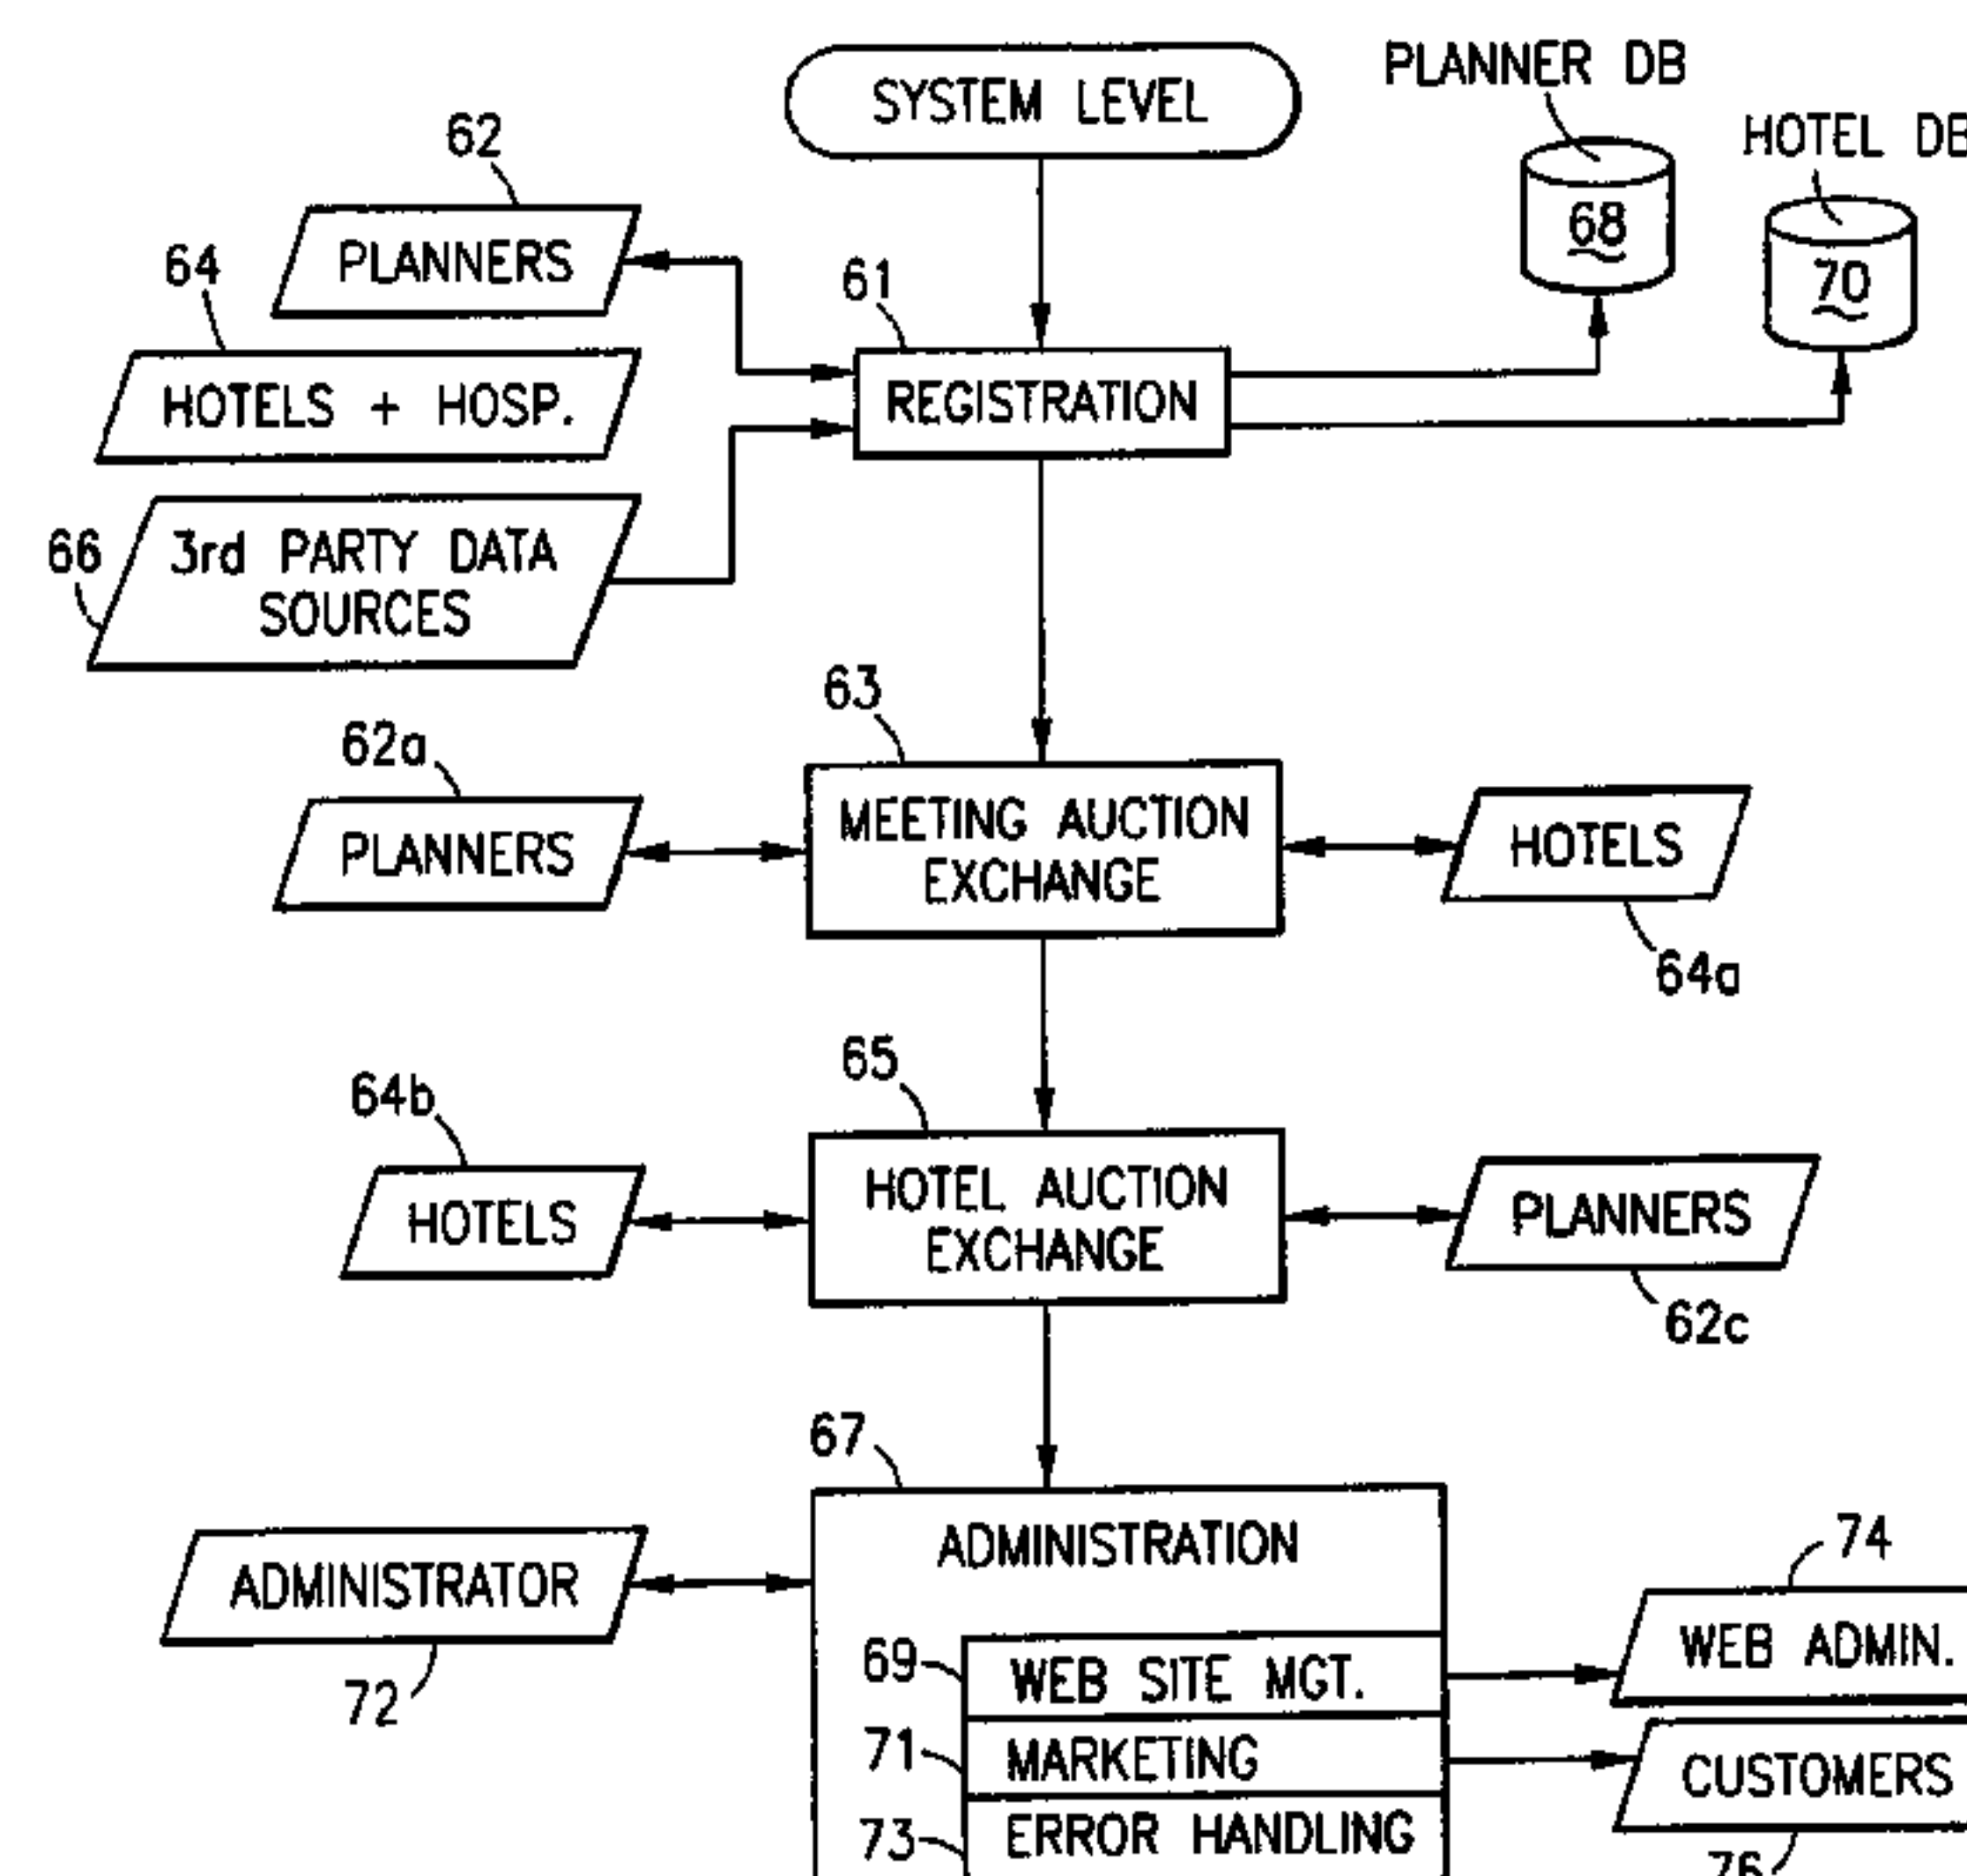 SYSTEM LEVEL
PLANNER DB
HOTEL DB
62
PLANNERS
68
64
61
70
HOTELS + HOSP.
REGISTRATION
66
3rd PARTY DATA
SOURCES
63
62a
PLANNERS
MEETING AUCTION
EXCHANGE
HOTELS
64a
65
64b
HOTELS
HOTEL AUCTION
EXCHANGE
PLANNERS
62c
67
ADMINISTRATION
ADMINISTRATOR
72
74
WEB ADMIN.
69
WEB SITE MGT.
71
MARKETING
CUSTOMERS
73
ERROR HANDLING
76